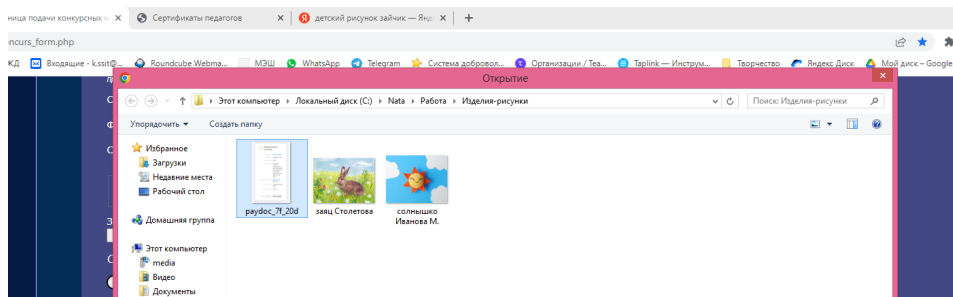 ница подачи конкурсных м
Сертификаты педагогов
детский рисунок зайчик — Янд
oncurs_form.php
КД Входящие - k.ssit@... Roundcube Webma... МЭШ WhatsApp Telegram Система добровол... Организации / Теа... Taplink — Инструм... Творчество Яндекс Диск Мой диск – Google
Открытие
Этот компьютер Локальный диск (C:) Nata Работа Изделия-рисунки
Поиск: Изделия-рисунки
Упорядочить Создать папку
Избранное
Загрузки
Недавние места
Рабочий стол
Домашняя группа
Этот компьютер
media
Видео
Документы
paydoc_7f_20d
заяц Столетова
солнышко
Иванова М.